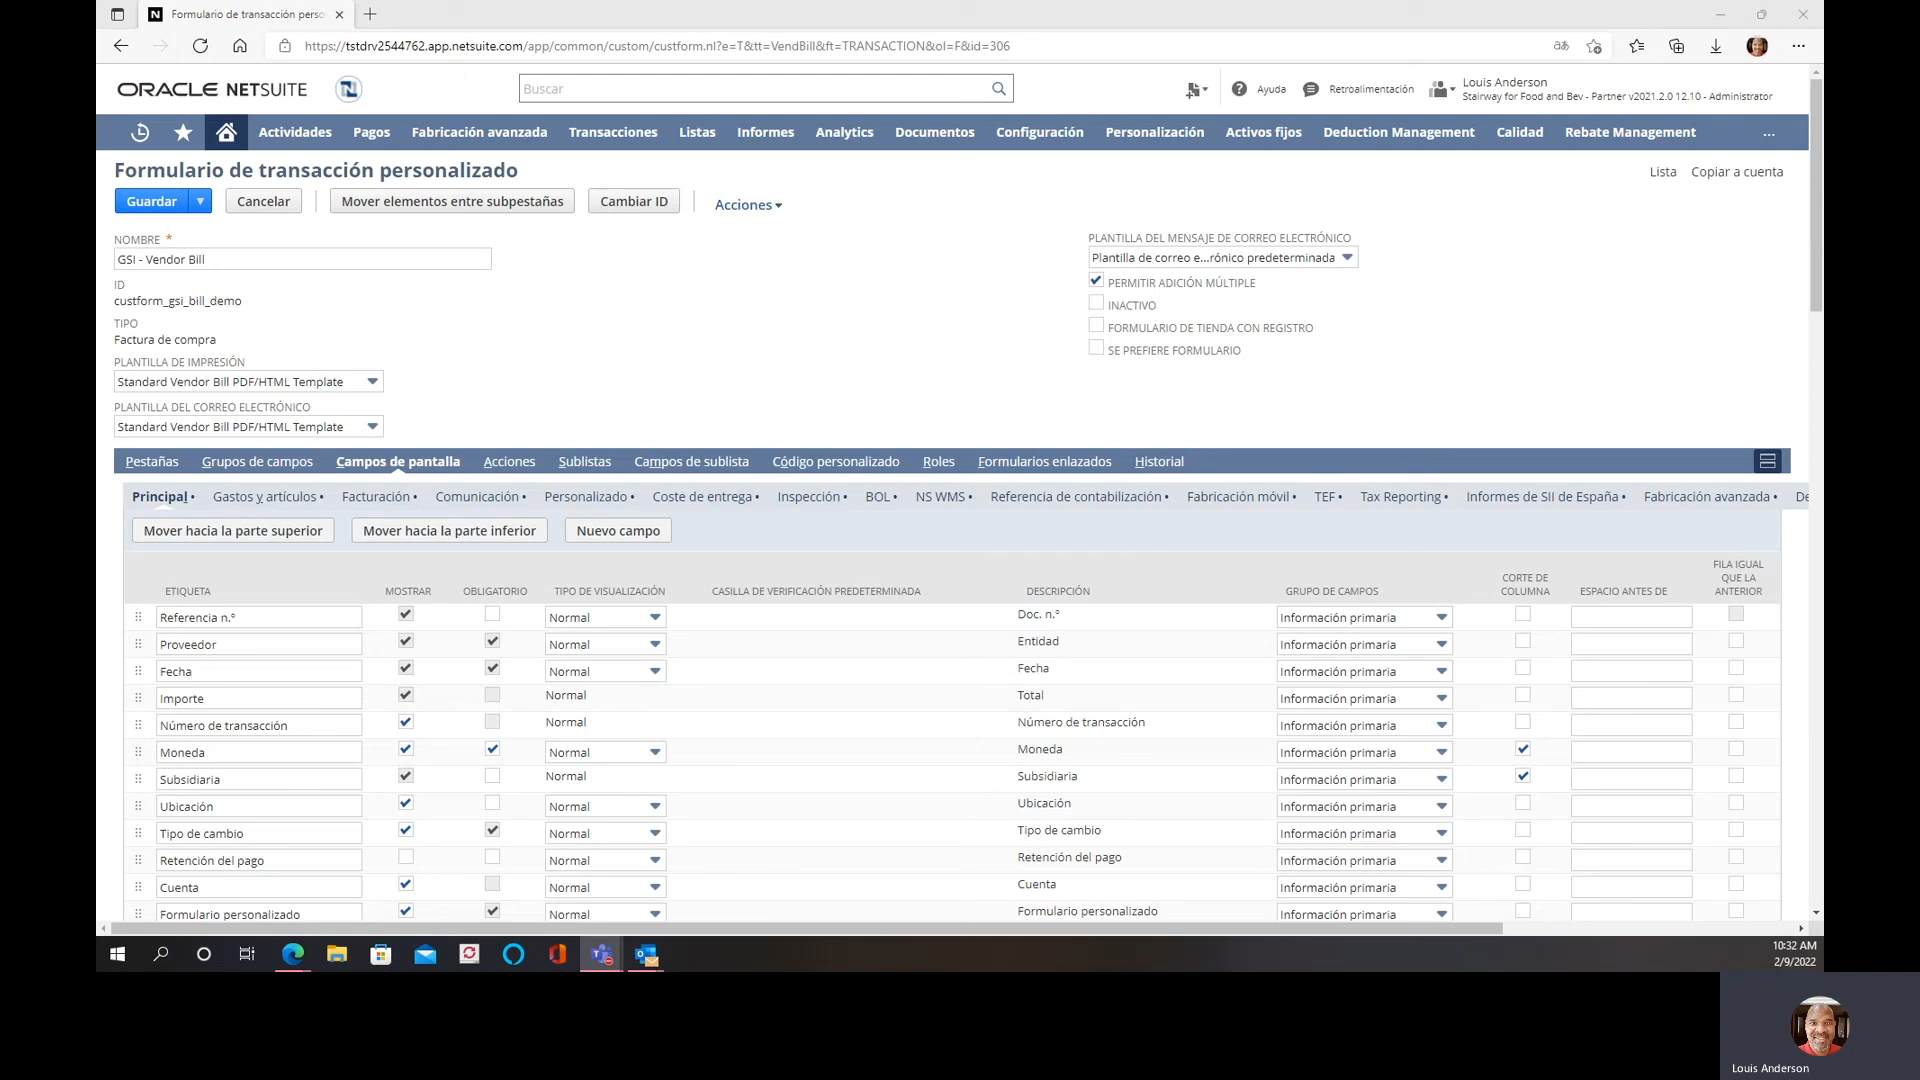 Formulario de transacción perso
https://tstdrv2544762.app.netsuite.com/app/common/custom/custform.nl?e=T&tt=VendBill&ft=TRANSACTION&ol=F&id=306
ORACLE NETSUITE
Buscar
Ayuda
Retroalimentación
Louis Anderson
Stairway for Food and Bev - Partner v2021.2.0 12.10 - Administrator
Actividades Pagos Fabricación avanzada Transacciones Listas Informes Analytics Documentos Configuración Personalización Activos fijos Deduction Management Calidad Rebate Management ...
Formulario de transacción personalizado
Lista Copiar a cuenta
Guardar Cancelar Mover elementos entre subpestañas Cambiar ID Acciones
NOMBRE *
GSI - Vendor Bill
ID
custform_gsi_bill_demo
TIPO
Factura de compra
PLANTILLA DE IMPRESIÓN
Standard Vendor Bill PDF/HTML Template
PLANTILLA DEL CORREO ELECTRÓNICO
Standard Vendor Bill PDF/HTML Template
PLANTILLA DEL MENSAJE DE CORREO ELECTRÓNICO
Plantilla de correo e...rónico predeterminada
PERMITIR ADICIÓN MÚLTIPLE
INACTIVO
FORMULARIO DE TIENDA CON REGISTRO
SE PREFIERE FORMULARIO
Pestañas Grupos de campos Campos de pantalla Acciones Sublistas Campos de sublista Código personalizado Roles Formularios enlazados Historial
Principal • Gastos y artículos • Facturación • Comunicación • Personalizado • Coste de entrega • Inspección • BOL • NS WMS • Referencia de contabilización • Fabricación móvil • TEF • Tax Reporting • Informes de SII de España • Fabricación avanzada • De
Mover hacia la parte superior Mover hacia la parte inferior Nuevo campo
ETIQUETA MOSTRAR OBLIGATORIO TIPO DE VISUALIZACIÓN CASILLA DE VERIFICACIÓN PREDETERMINADA DESCRIPCIÓN GRUPO DE CAMPOS CORTE DE COLUMNA ESPACIO ANTES DE FILA IGUAL QUE LA ANTERIOR
Referencia n.° Normal Doc. n.° Información primaria
Proveedor Normal Entidad Información primaria
Fecha Normal Fecha Información primaria
Importe Normal Total Información primaria
Número de transacción Normal Número de transacción Información primaria
Moneda Normal Moneda Información primaria
Subsidiaria Normal Subsidiaria Información primaria
Ubicación Normal Ubicación Información primaria
Tipo de cambio Normal Tipo de cambio Información primaria
Retención del pago Normal Retención del pago Información primaria
Cuenta Normal Cuenta Información primaria
Formulario personalizado Normal Formulario personalizado Información primaria
10:32 AM
2/9/2022
Louis Anderson